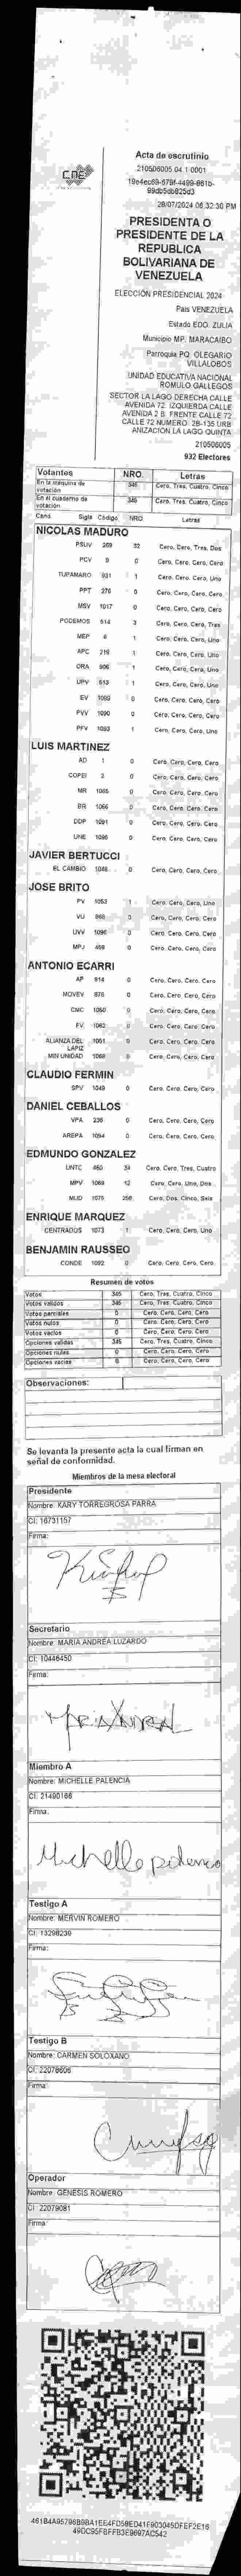 CNE
Acta de escrutinio
210506005.04.1.0001
28/07/2024 06:32:30 PM
PRESIDENTA O
PRESIDENTE DE LA
REPUBLICA
BOLIVARIANA DE
VENEZUELA
ELECCIÓN PRESIDENCIAL 2024
País VENEZUELA
Estado EDO. ZULIA
Municipio MP. MARACAIBO
Parroquia PQ. OLEGARIO
VILLALOBOS
UNIDAD EDUCATIVA NACIONAL
ROMULO GALLEGOS
SECTOR LA LAGO DERECHA CALLE
AVENIDA 72. IZQUIERDA CALLE
AVENIDA 2 B. FRENTE CALLE 72
CALLE 72 NUMERO: 2B-135 URB
ANIZACIÓN LA LAGO QUINTA
210506005
932 Electores
Votantes NRO. Letras
En la máquina de votación 345 Cero, Tres, Cuatro, Cinco
En el cuaderno de votación 345 Cero, Tres, Cuatro, Cinco
Cand. Sigla Código NRO Letras
NICOLAS MADURO
PSUV 269 32 Cero, Cero, Tres, Dos
PCV 9 0 Cero, Cero, Cero, Cero
TUPAMARO 931 1 Cero, Cero, Cero, Uno
PPT 276 0 Cero, Cero, Cero, Cero
MSV 1017 0 Cero, Cero, Cero, Cero
PODEMOS 514 3 Cero, Cero, Cero, Tres
MEP 6 1 Cero, Cero, Cero, Uno
APC 219 1 Cero, Cero, Cero, Uno
ORA 906 1 Cero, Cero, Cero, Uno
UPV 613 1 Cero, Cero, Cero, Uno
EV 1089 0 Cero, Cero, Cero, Cero
PVV 1090 0 Cero, Cero, Cero, Cero
PFV 1093 1 Cero, Cero, Cero, Uno
LUIS MARTINEZ
AD 1 0 Cero, Cero, Cero, Cero
COPEI 2 0 Cero, Cero, Cero, Cero
MR 1065 0 Cero, Cero, Cero, Cero
BR 1066 0 Cero, Cero, Cero, Cero
DDP 1091 0 Cero, Cero, Cero, Cero
UNE 1096 0 Cero, Cero, Cero, Cero
JAVIER BERTUCCI
EL CAMBIO 1048 0 Cero, Cero, Cero, Cero
JOSE BRITO
PV 1053 1 Cero, Cero, Cero, Uno
VU 868 0 Cero, Cero, Cero, Cero
UVV 1096 0 Cero, Cero, Cero, Cero
MPJ 459 0 Cero, Cero, Cero, Cero
ANTONIO ECARRI
AP 914 0 Cero, Cero, Cero, Cero
MOVEV 876 0 Cero, Cero, Cero, Cero
CMC 1050 0 Cero, Cero, Cero, Cero
FV 1062 0 Cero, Cero, Cero, Cero
ALIANZA DEL LAPIZ 1051 0 Cero, Cero, Cero, Cero
MIN UNIDAD 1068 0 Cero, Cero, Cero, Cero
CLAUDIO FERMIN
SPV 1049 0 Cero, Cero, Cero, Cero
DANIEL CEBALLOS
VPA 236 0 Cero, Cero, Cero, Cero
AREPA 1094 0 Cero, Cero, Cero, Cero
EDMUNDO GONZALEZ
UNTC 460 34 Cero, Cero, Tres, Cuatro
MPV 1069 12 Cero, Cero, Uno, Dos
MUD 1075 256 Cero, Dos, Cinco, Seis
ENRIQUE MARQUEZ
CENTRADOS 1073 1 Cero, Cero, Cero, Uno
BENJAMIN RAUSSEO
CONDE 1092 0 Cero, Cero, Cero, Cero
Resumen de votos
Votos 345 Cero, Tres, Cuatro, Cinco
Votos validos 345 Cero, Tres, Cuatro, Cinco
Votos parciales 0 Cero, Cero, Cero, Cero
Votos nulos 0 Cero, Cero, Cero, Cero
Votos vacíos 0 Cero, Cero, Cero, Cero
Opciones validas 345 Cero, Tres, Cuatro, Cinco
Opciones nulas 0 Cero, Cero, Cero, Cero
Opciones vacías 0 Cero, Cero, Cero, Cero
Observaciones:
Se levanta la presente acta la cual firman en
señal de conformidad.
Miembros de la mesa electoral
Presidente
Nombre: KARY TORREGROSA PARRA
CI: 16731157
Firma:
Secretario
Nombre: MARIA ANDREA LUZARDO
CI: 10446450
Firma:
Miembro A
Nombre: MICHELLE PALENCIA
CI: 21490166
Firma:
Michelle palencia
Testigo A
Nombre: MERVIN ROMERO
CI: 13298239
Firma:
Testigo B
Nombre: CARMEN SOLOXANO
CI: 22078606
Firma:
Operador
Nombre: GENESIS ROMERO
CI: 22079081
Firma: